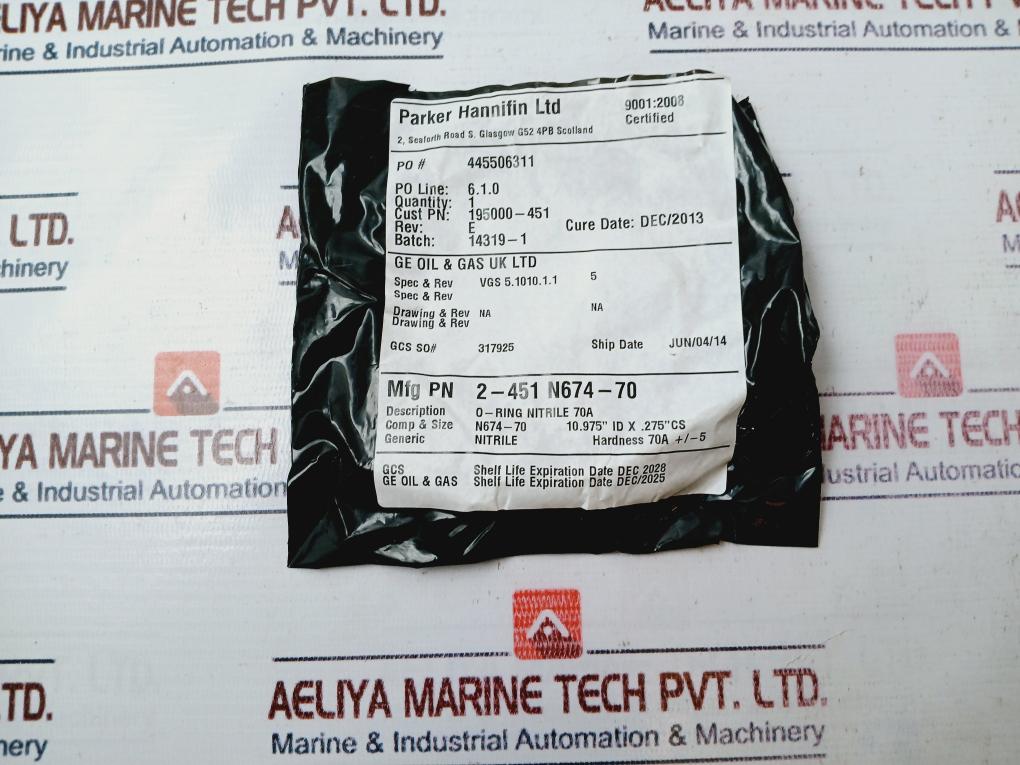 AELIYA MARINE TECH PVT. LTD.
rine & Industrial Automation & Machinery
AELIYA MARINE TECH PVT. LTD.
Marine & Industrial Automation &
Parker Hannifin Ltd
9001:2008
Certified
2, Seaforth Road S. Glasgow G52 4PB Scotland
PO # 445506311
PO Line: 6.1.0
Quantity: 1
Cust PN: 195000-451
Rev: E
Cure Date: DEC/2013
Batch: 14319-1
GE OIL & GAS UK LTD
Spec & Rev VGS 5.1010.1.1 5
Spec & Rev
Drawing & Rev NA NA
Drawing & Rev
GCS SO# 317925 Ship Date JUN/04/14
Mfg PN 2-451 N674-70
Description O-RING NITRILE 70A
Comp & Size N674-70 10.975" ID X .275"CS
Generic NITRILE Hardness 70A +/-5
GCS Shelf Life Expiration Date DEC 2028
GE OIL & GAS Shelf Life Expiration Date DEC/2025
LTD.
hinery
A
M
A
YA MARINE TECH
e & Industrial Automation
ARINE TECH
ustrial Automation
TD.
nery
AELIYA MARINE TECH PVT. LTD.
Marine & Industrial Automation & Machinery